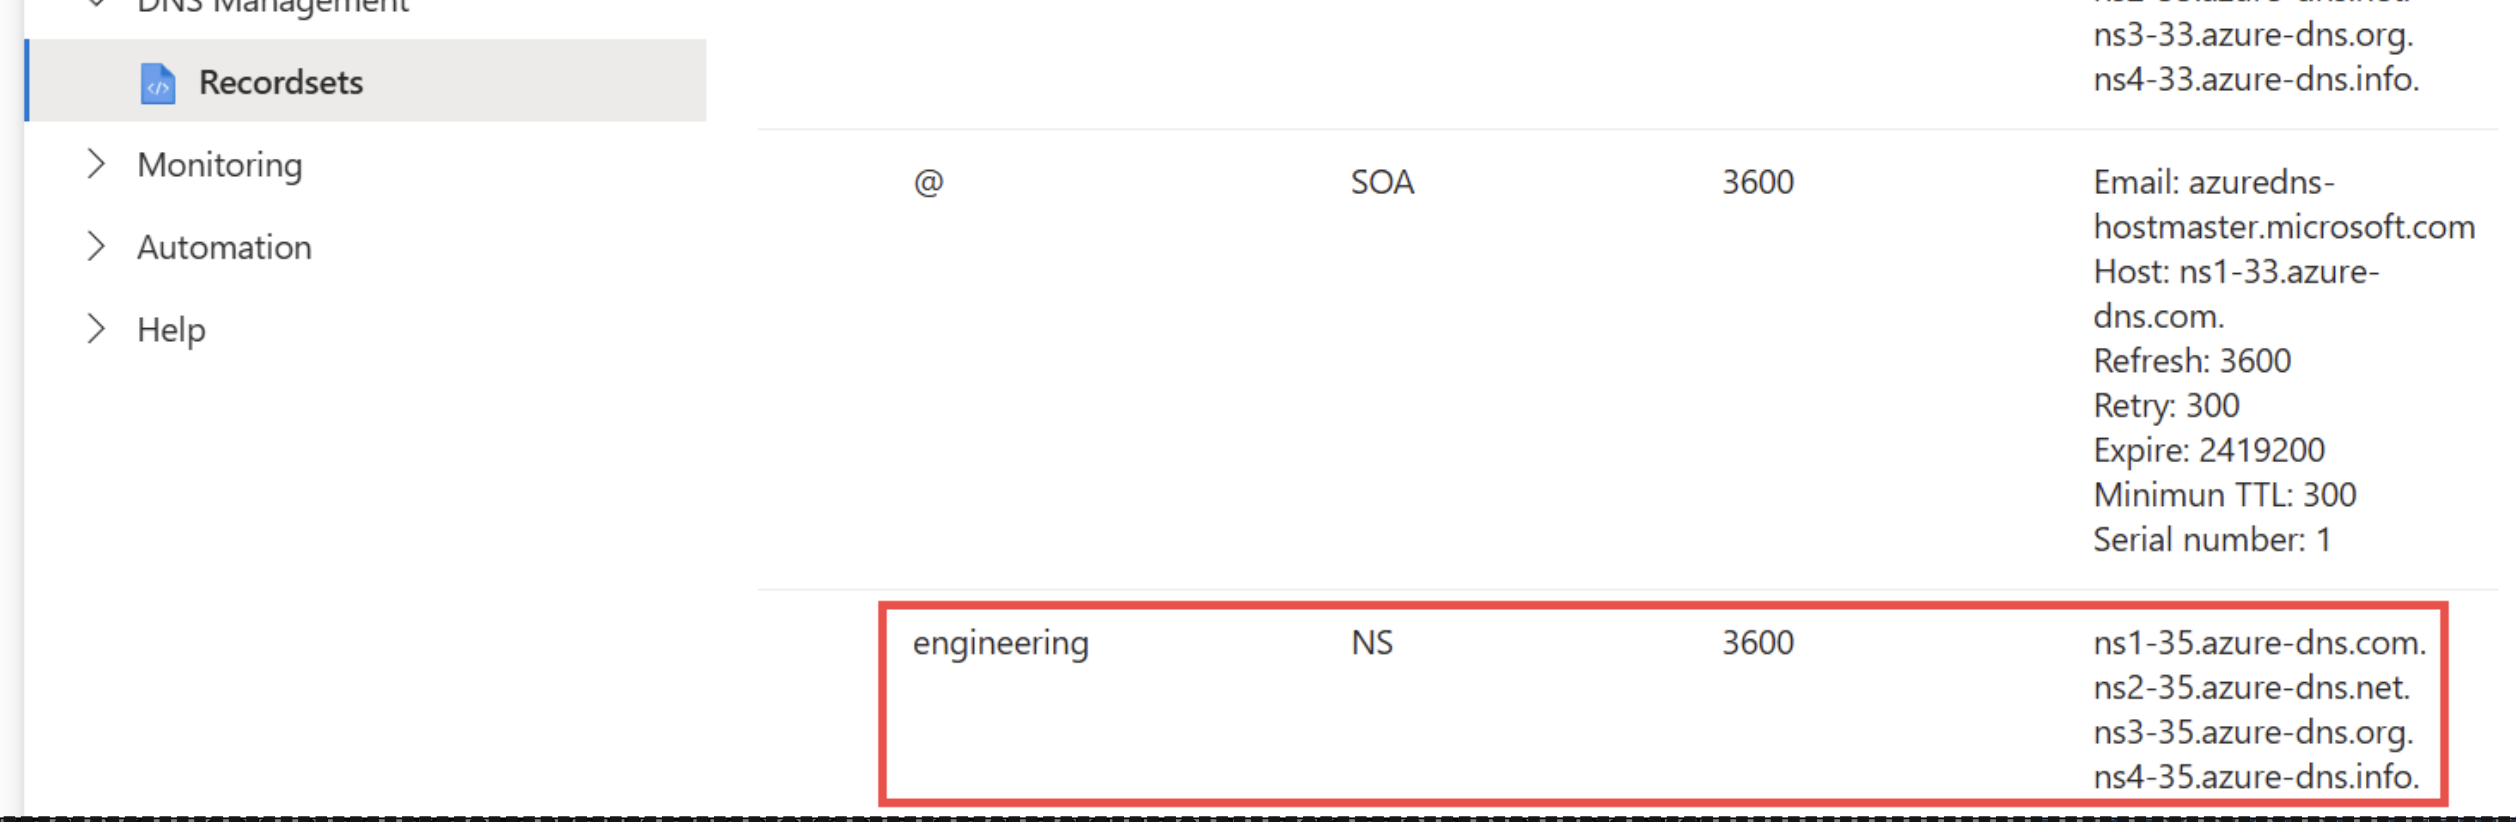 DNS Management
Recordsets
Monitoring
Automation
Help
ns3-33.azure-dns.org.
ns4-33.azure-dns.info.
@ SOA 3600 Email: azuredns-
hostmaster.microsoft.com
Host: ns1-33.azure-
dns.com.
Refresh: 3600
Retry: 300
Expire: 2419200
Minimun TTL: 300
Serial number: 1
engineering NS 3600 ns1-35.azure-dns.com.
ns2-35.azure-dns.net.
ns3-35.azure-dns.org.
ns4-35.azure-dns.info.